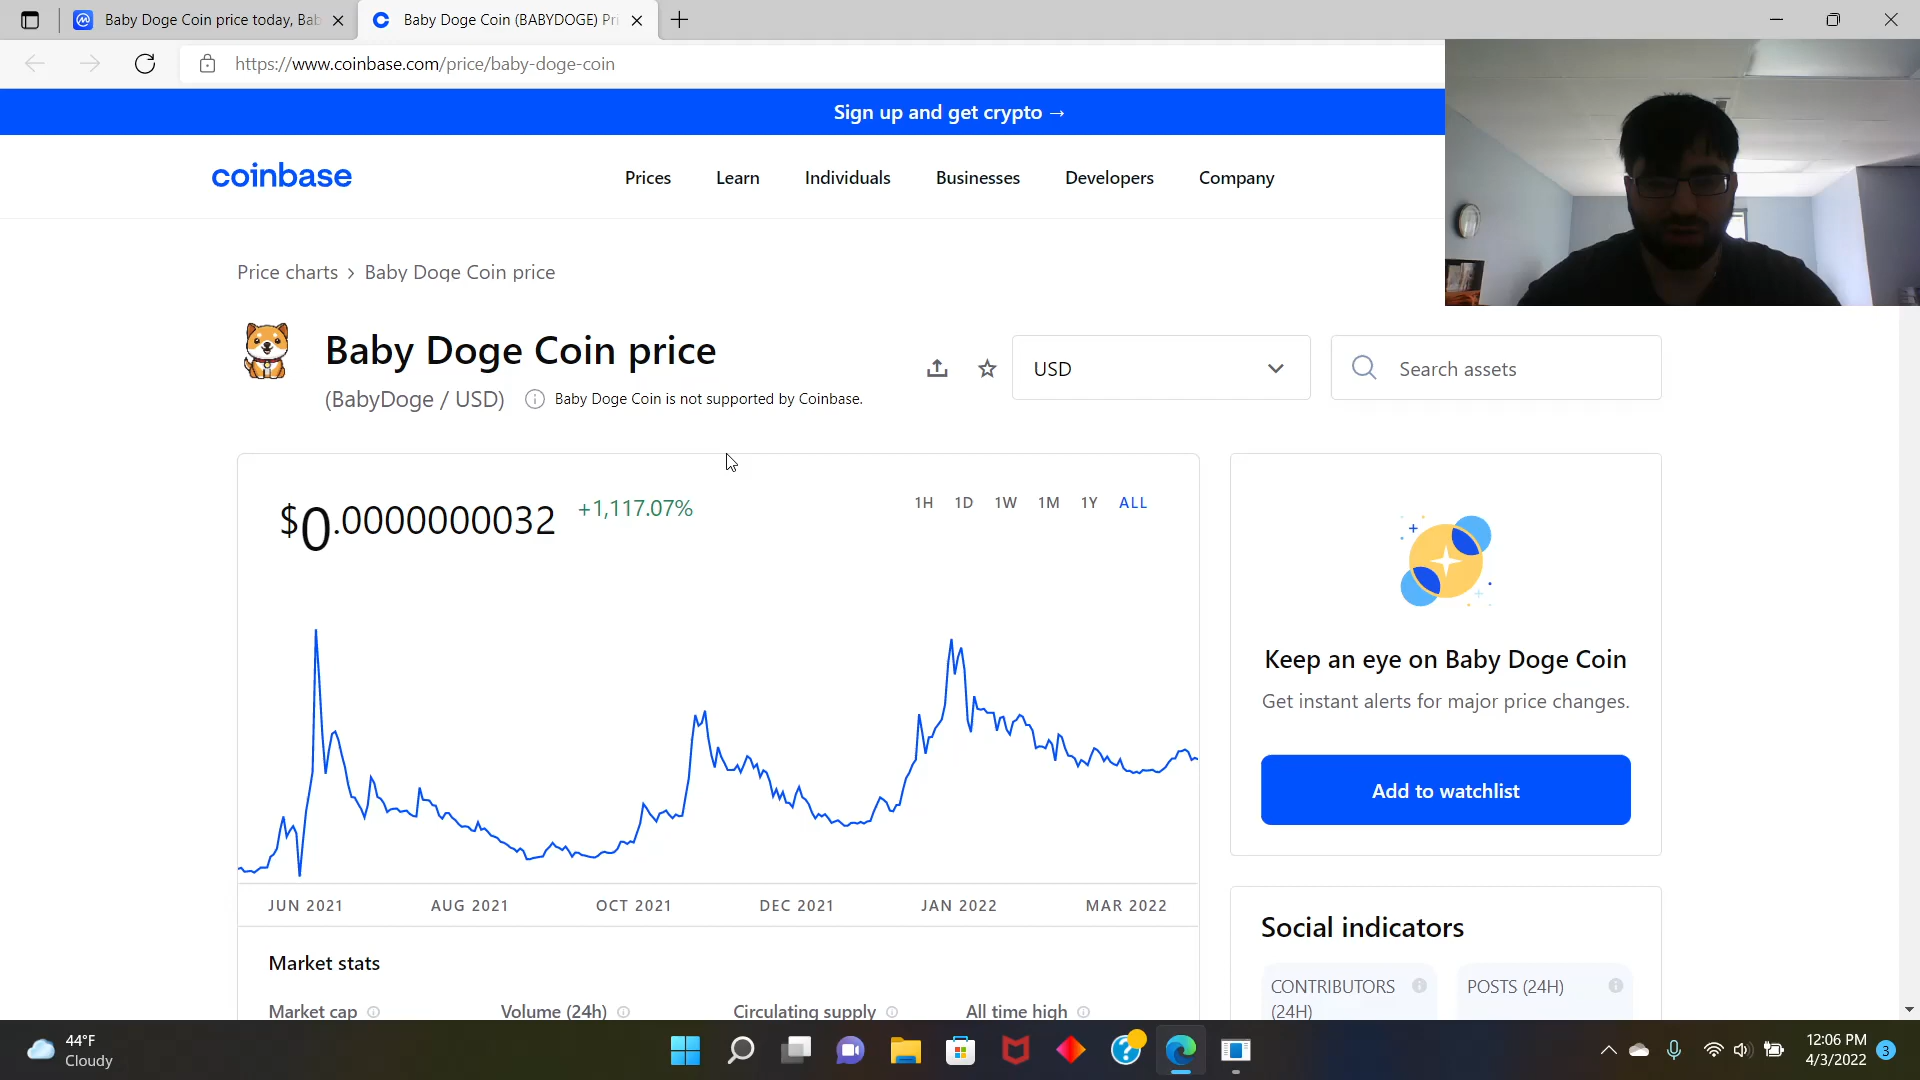 Baby Doge Coin price today, Bab
Baby Doge Coin (BABYDOGE) Pri
https://www.coinbase.com/price/baby-doge-coin
Sign up and get crypto →
coinbase
Prices
Learn
Individuals
Businesses
Developers
Company
Price charts › Baby Doge Coin price
Baby Doge Coin price
(BabyDoge / USD)
Baby Doge Coin is not supported by Coinbase.
USD
Search assets
$0.0000000032
+1,117.07%
1H 1D 1W 1M 1Y ALL
JUN 2021 AUG 2021 OCT 2021 DEC 2021 JAN 2022 MAR 2022
Keep an eye on Baby Doge Coin
Get instant alerts for major price changes.
Add to watchlist
Market stats
Market cap
Volume (24h)
Circulating supply
All time high
Social indicators
CONTRIBUTORS
(24H)
POSTS (24H)
44°F
Cloudy
12:06 PM
4/3/2022
3